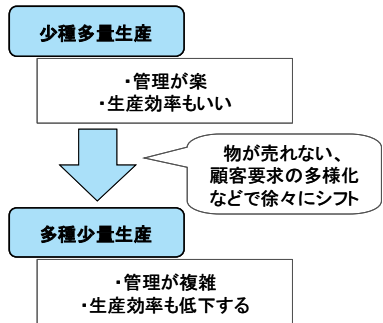 少種多量生産
・管理が楽
・生産効率もいい
物が売れない、
顧客要求の多様化
などで徐々にシフト
多種少量生産
・管理が複雑
・生産効率も低下する